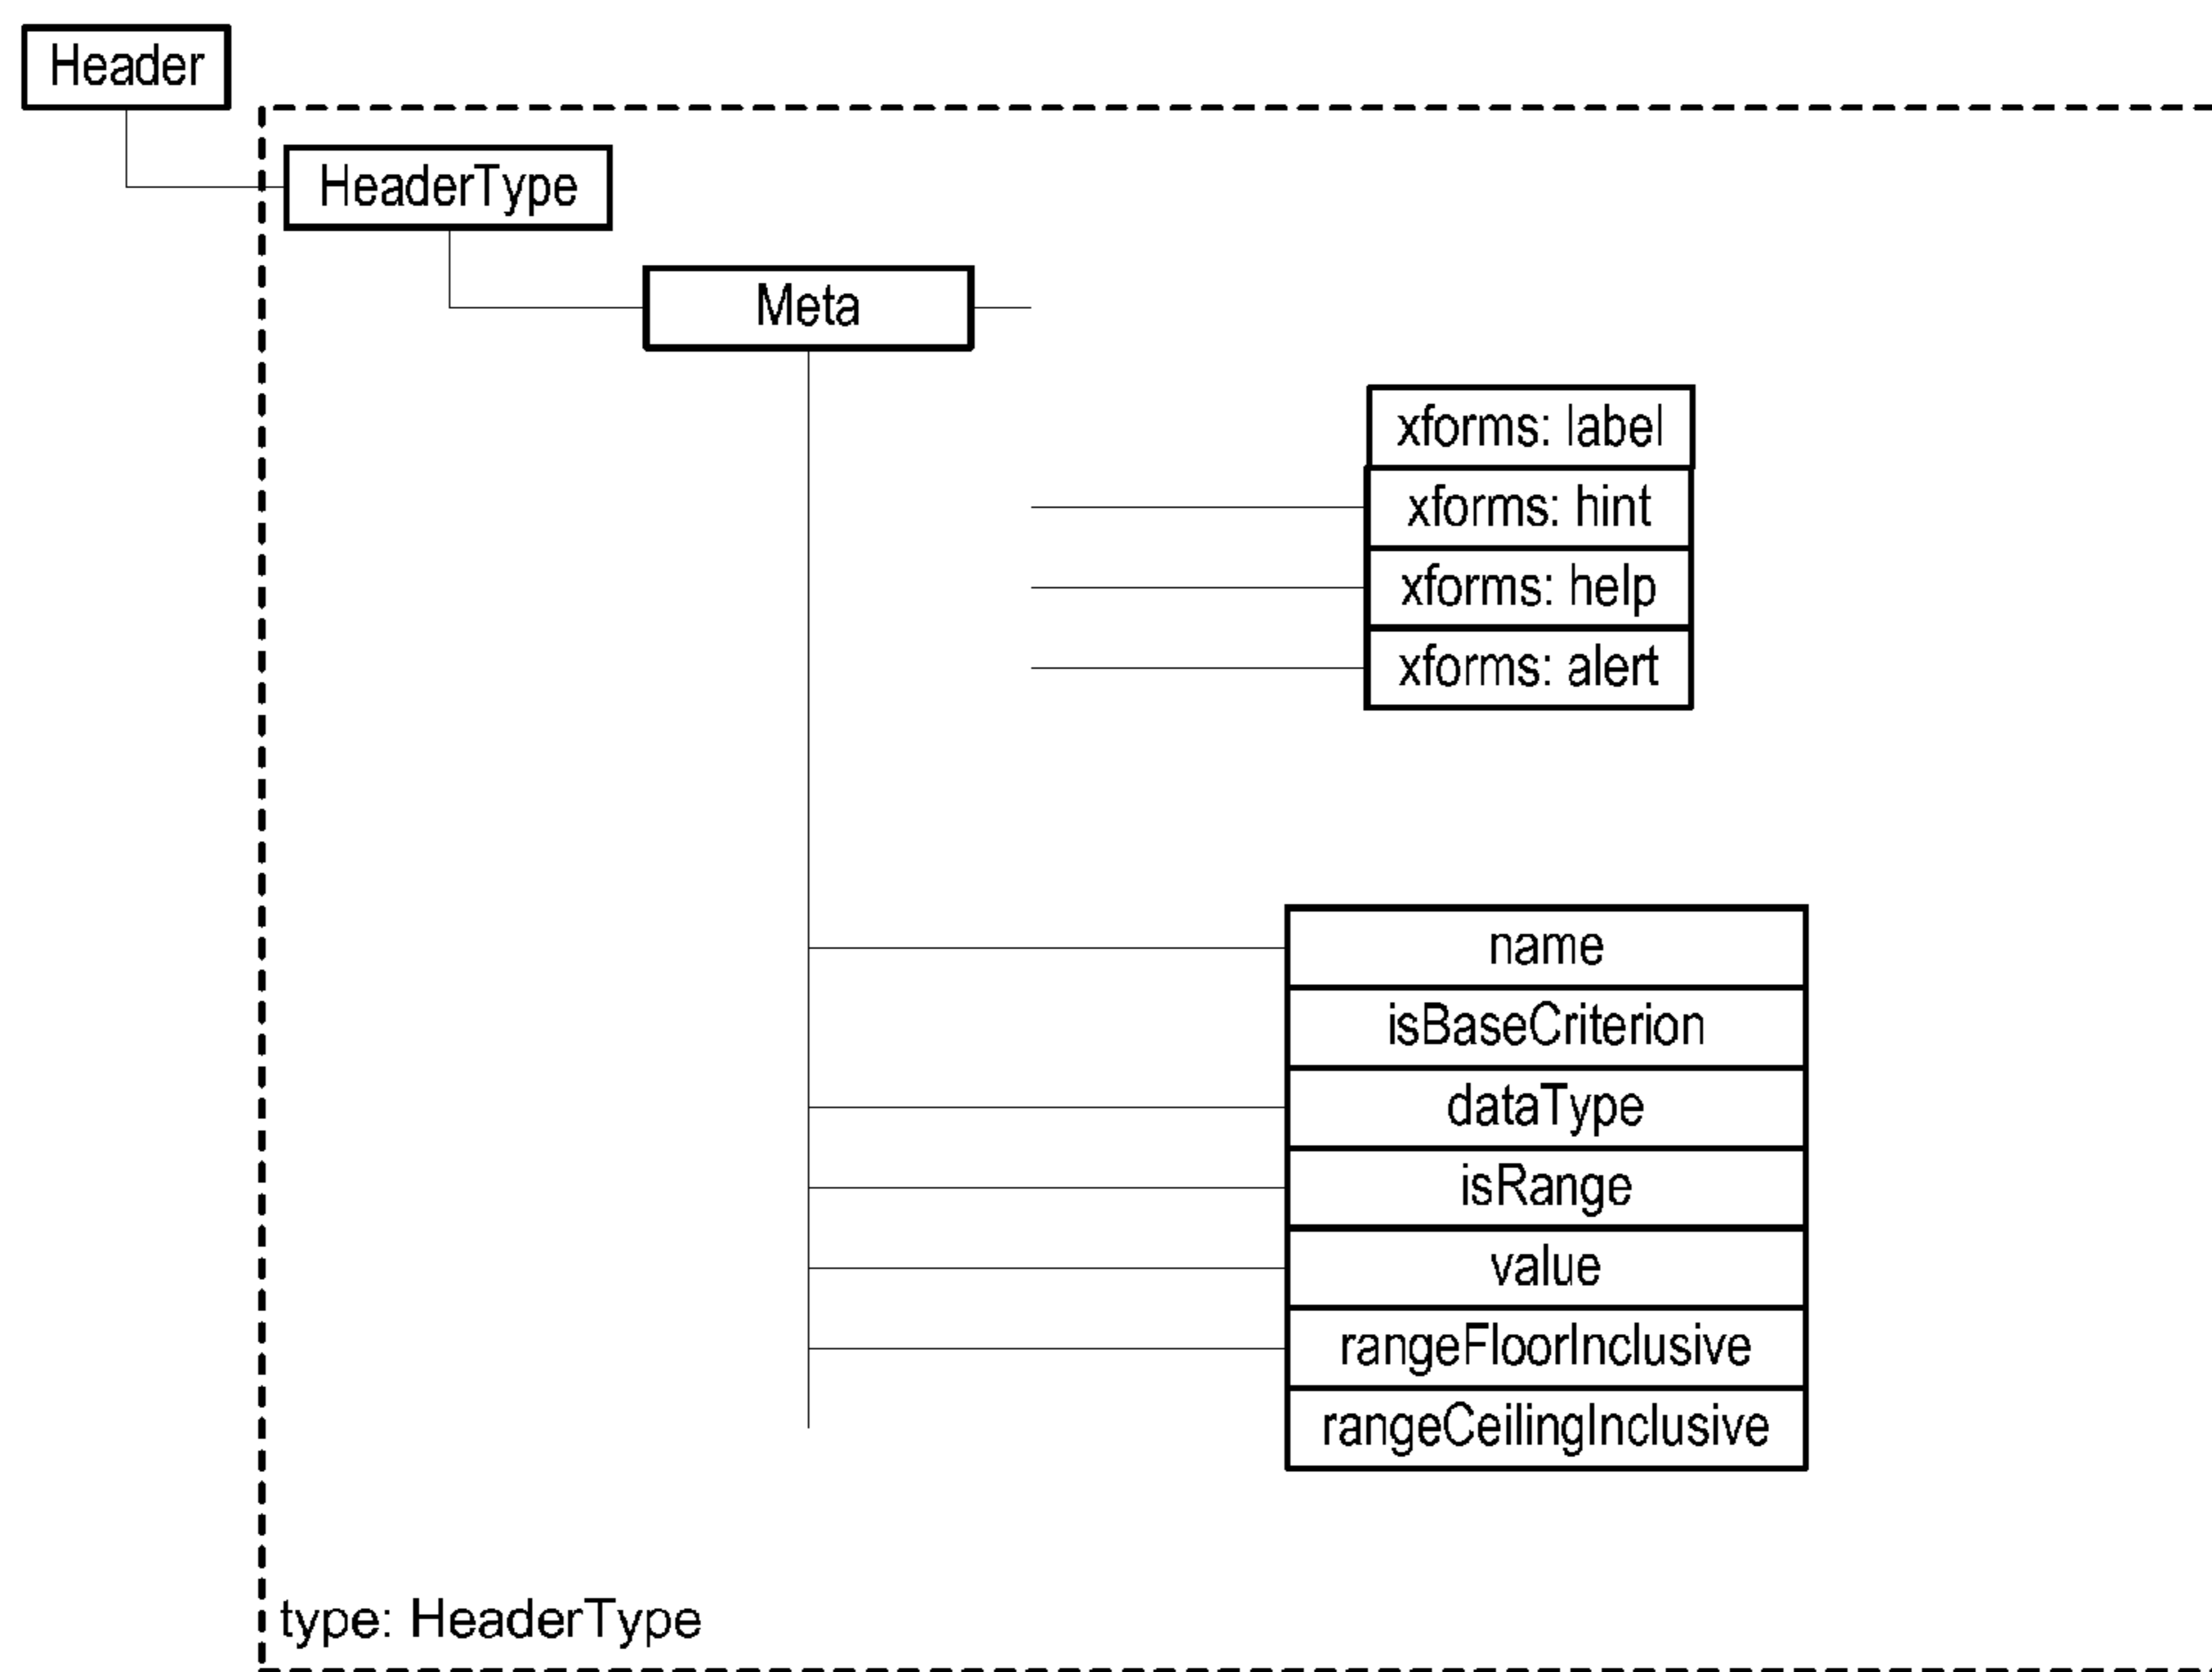 Header
HeaderType
Meta
xforms: label
xforms: hint
xforms: help
xforms: alert
name
isBaseCriterion
dataType
isRange
value
rangeFloorInclusive
rangeCeilingInclusive
type: HeaderType